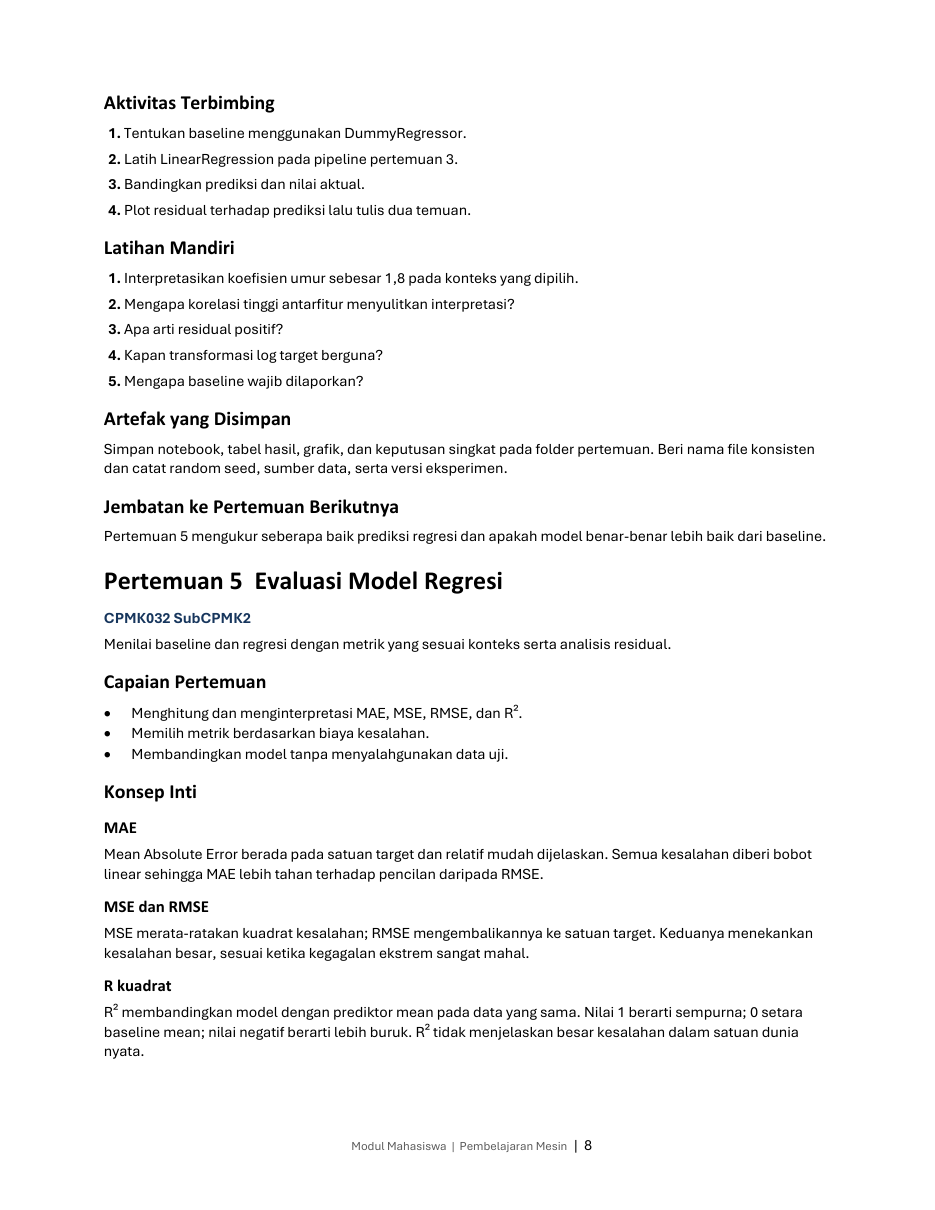 Aktivitas Terbimbing
1. Tentukan baseline menggunakan DummyRegressor.
2. Latih LinearRegression pada pipeline pertemuan 3.
3. Bandingkan prediksi dan nilai aktual.
4. Plot residual terhadap prediksi lalu tulis dua temuan.
Latihan Mandiri
1. Interpretasikan koefisien umur sebesar 1,8 pada konteks yang dipilih.
2. Mengapa korelasi tinggi antarfitur menyulitkan interpretasi?
3. Apa arti residual positif?
4. Kapan transformasi log target berguna?
5. Mengapa baseline wajib dilaporkan?
Artefak yang Disimpan
Simpan notebook, tabel hasil, grafik, dan keputusan singkat pada folder pertemuan. Beri nama file konsisten
dan catat random seed, sumber data, serta versi eksperimen.
Jembatan ke Pertemuan Berikutnya
Pertemuan 5 mengukur seberapa baik prediksi regresi dan apakah model benar-benar lebih baik dari baseline.
Pertemuan 5  Evaluasi Model Regresi
CPMK032 SubCPMK2
Menilai baseline dan regresi dengan metrik yang sesuai konteks serta analisis residual.
Capaian Pertemuan
• Menghitung dan menginterpretasi MAE, MSE, RMSE, dan R².
• Memilih metrik berdasarkan biaya kesalahan.
• Membandingkan model tanpa menyalahgunakan data uji.
Konsep Inti
MAE
Mean Absolute Error berada pada satuan target dan relatif mudah dijelaskan. Semua kesalahan diberi bobot
linear sehingga MAE lebih tahan terhadap pencilan daripada RMSE.
MSE dan RMSE
MSE merata-ratakan kuadrat kesalahan; RMSE mengembalikannya ke satuan target. Keduanya menekankan
kesalahan besar, sesuai ketika kegagalan ekstrem sangat mahal.
R kuadrat
R² membandingkan model dengan prediktor mean pada data yang sama. Nilai 1 berarti sempurna; 0 setara
baseline mean; nilai negatif berarti lebih buruk. R² tidak menjelaskan besar kesalahan dalam satuan dunia
nyata.
Modul Mahasiswa | Pembelajaran Mesin | 8